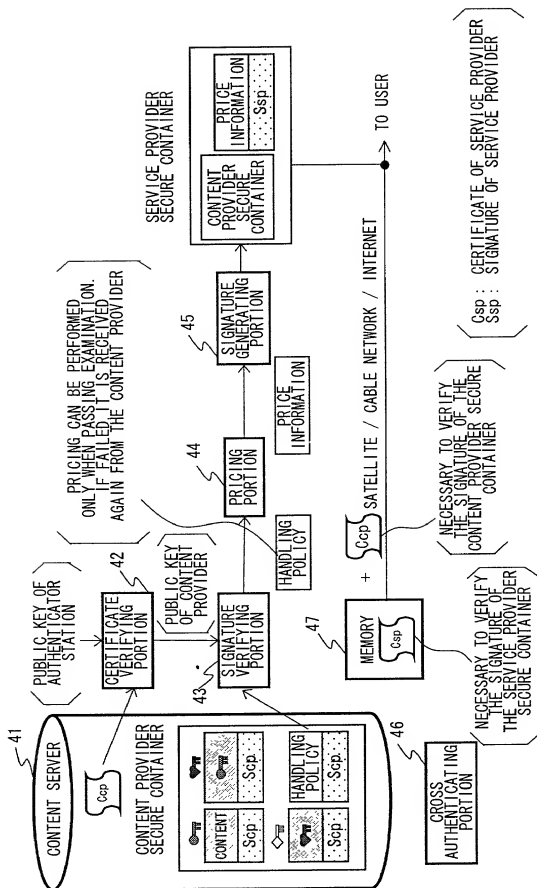 41
CONTENT SERVER
Ccp
CONTENT PROVIDER
SECURE CONTAINER
CONTENT
Scp
Scp
Scp
HANDLING
POLICY
Scp
46
CROSS
AUTHENTICATING
PORTION
PUBLIC KEY OF
AUTHENTICATOR
STATION
42
CERTIFICATE
VERIFYING
PORTION
PUBLIC KEY
OF CONTENT
PROVIDER
43
SIGNATURE
VERIFYING
PORTION
PRICING CAN BE PERFORMED
ONLY WHEN PASSING EXAMINATION.
IF FAILED IT IS RECEIVED
AGAIN FROM THE CONTENT PROVIDER
HANDLING
POLICY
44
PRICING
PORTION
PRICE
INFORMATION
45
SIGNATURE
GENERATING
PORTION
SERVICE PROVIDER
SECURE CONTAINER
CONTENT
PROVIDER
SECURE
CONTAINER
PRICE
INFORMATION
Ssp
47
MEMORY
Csp
+
Ccp
SATELLITE / CABLE NETWORK / INTERNET
TO USER
NECESSARY TO VERIFY
THE SIGNATURE OF
THE SERVICE PROVIDER
SECURE CONTAINER
NECESSARY TO VERIFY
THE SIGNATURE OF THE
CONTENT PROVIDER SECURE
CONTAINER
Csp : CERTIFICATE OF SERVICE PROVIDER
Ssp : SIGNATURE OF SERVICE PROVIDER